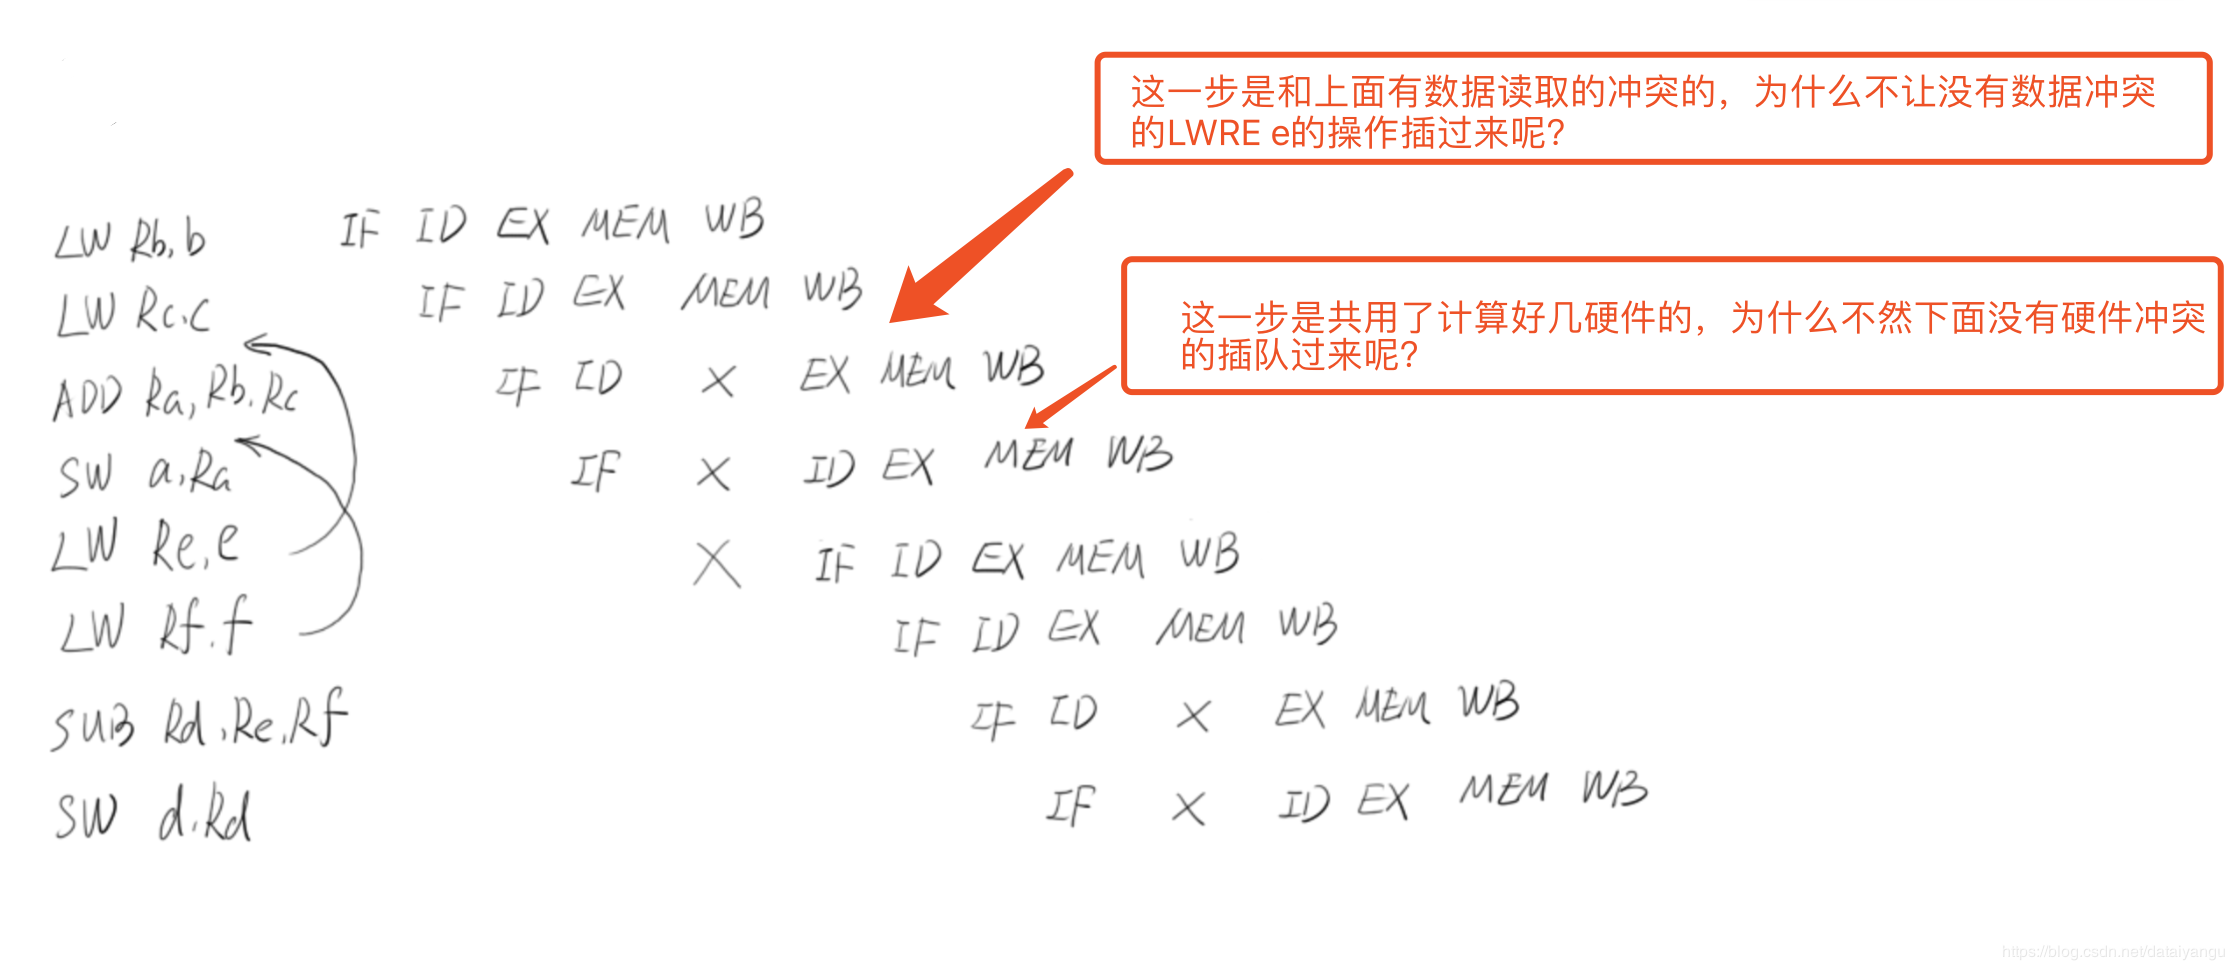 这一步是和上面有数据读取的冲突的，为什么不让没有数据冲突
的LWRE e的操作插过来呢?
这一步是共用了计算好几硬件的，为什么不然下面没有硬件冲突
的插队过来呢?
LW Rb,b IF ID EX MEM WB
LW Rc,c IF ID EX MEM WB
ADD Ra,Rb,Rc IF ID X EX MEM WB
SW a,Ra IF X ID EX MEM WB
LW Re,e X IF ID EX MEM WB
LW Rf,f IF ID EX MEM WB
SUB Rd,Re,Rf IF ID X EX MEM WB
SW d,Rd IF X ID EX MEM WB
https://blog.csdn.net/dataiyangu